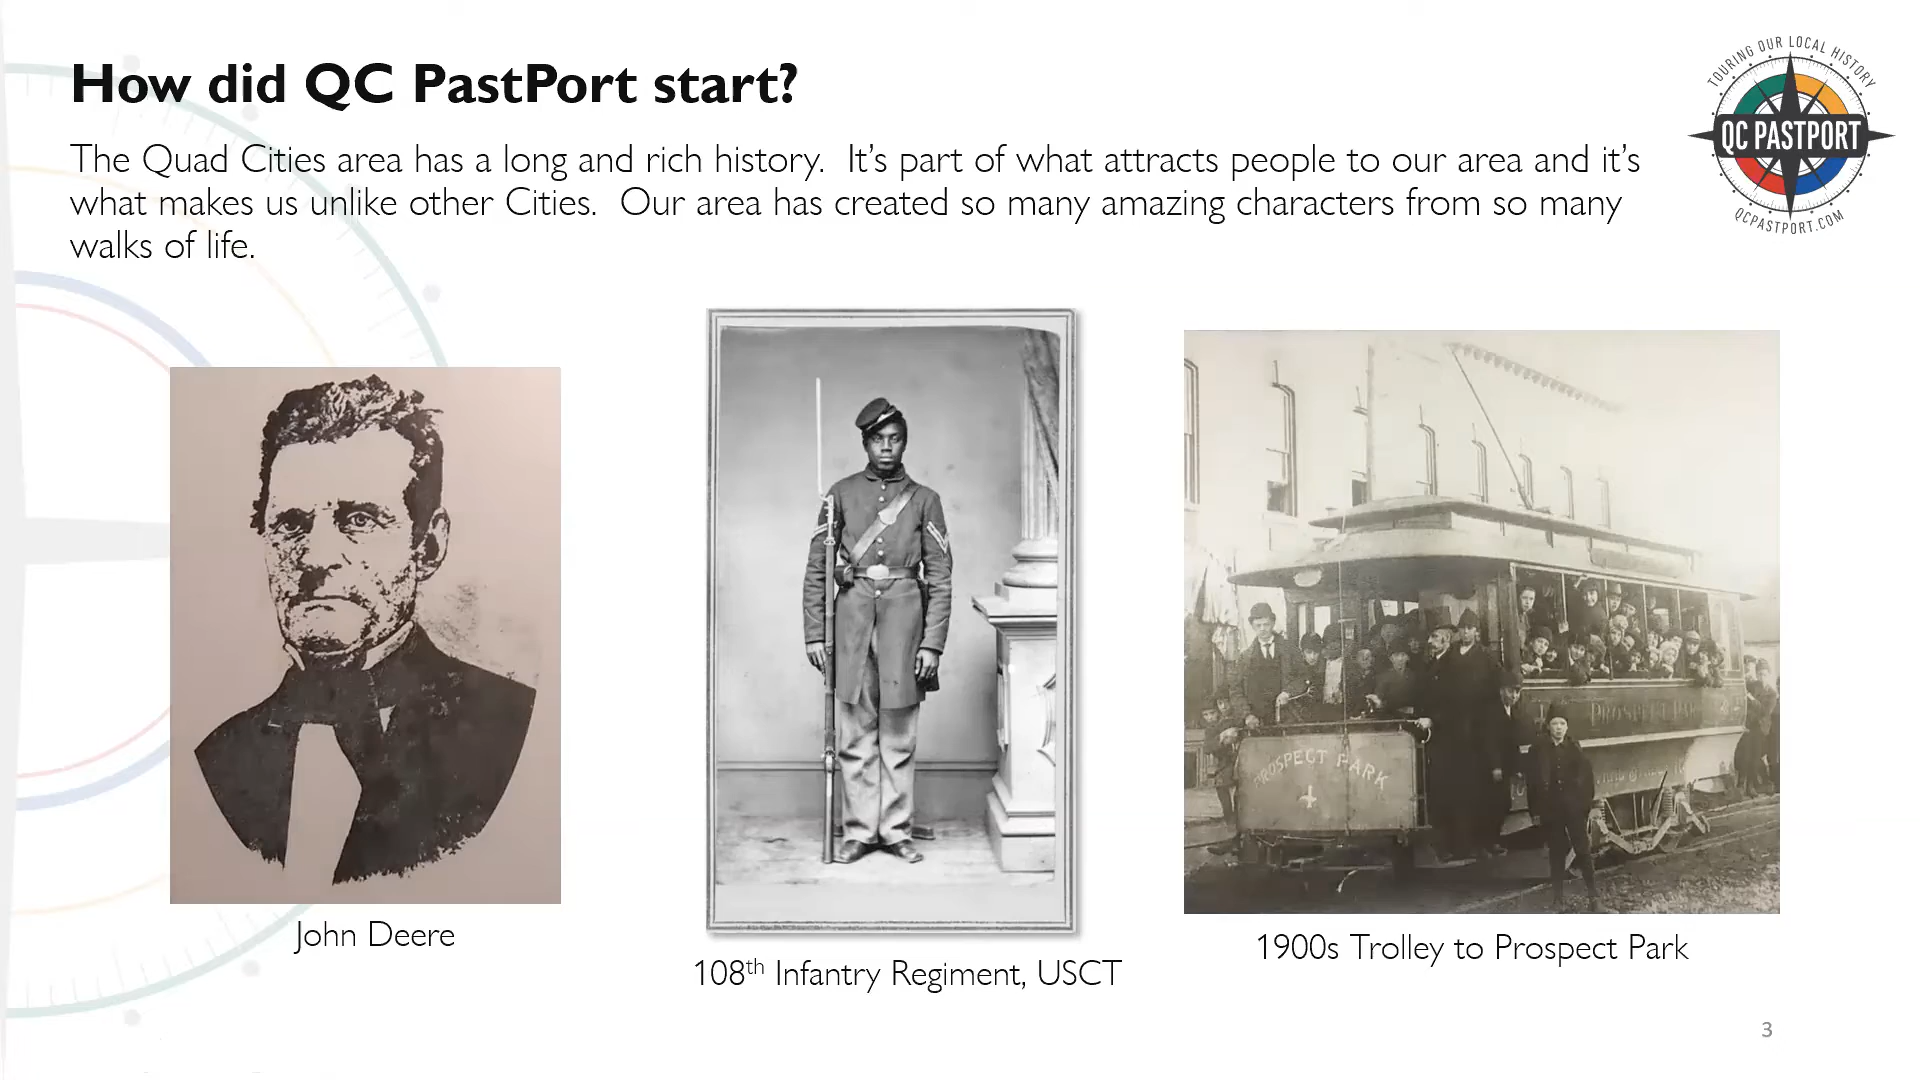 How did QC PastPort start?
TOURING OUR LOCAL HISTORY
QC PASTPORT
QCPASTPORT.COM
The Quad Cities area has a long and rich history.  It’s part of what attracts people to our area and it’s
what makes us unlike other Cities.  Our area has created so many amazing characters from so many
walks of life.
PROSPECT PARK
PROSPECT
John Deere
108th Infantry Regiment, USCT
1900s Trolley to Prospect Park
3